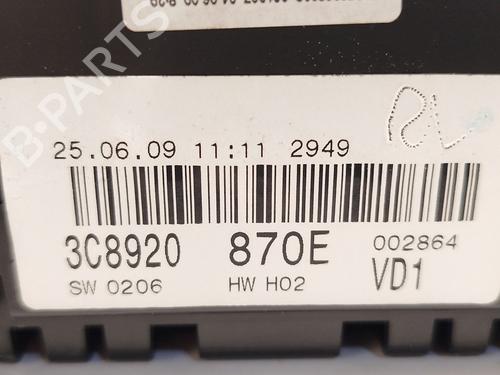 B-PARTS
25.06.09 11:11 2949
3C8920 870E 002864
SW 0206 HW H02 VD1